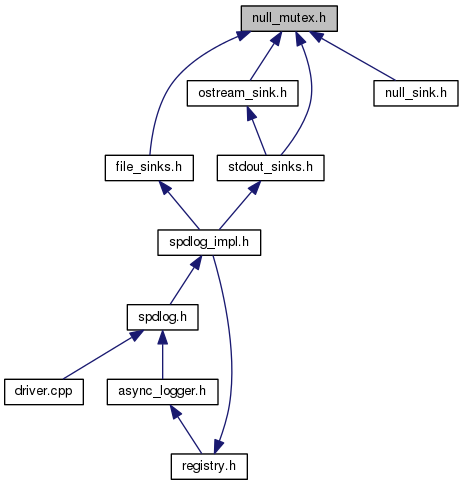 null_mutex.h
ostream_sink.h
null_sink.h
file_sinks.h
stdout_sinks.h
spdlog_impl.h
spdlog.h
driver.cpp
async_logger.h
registry.h